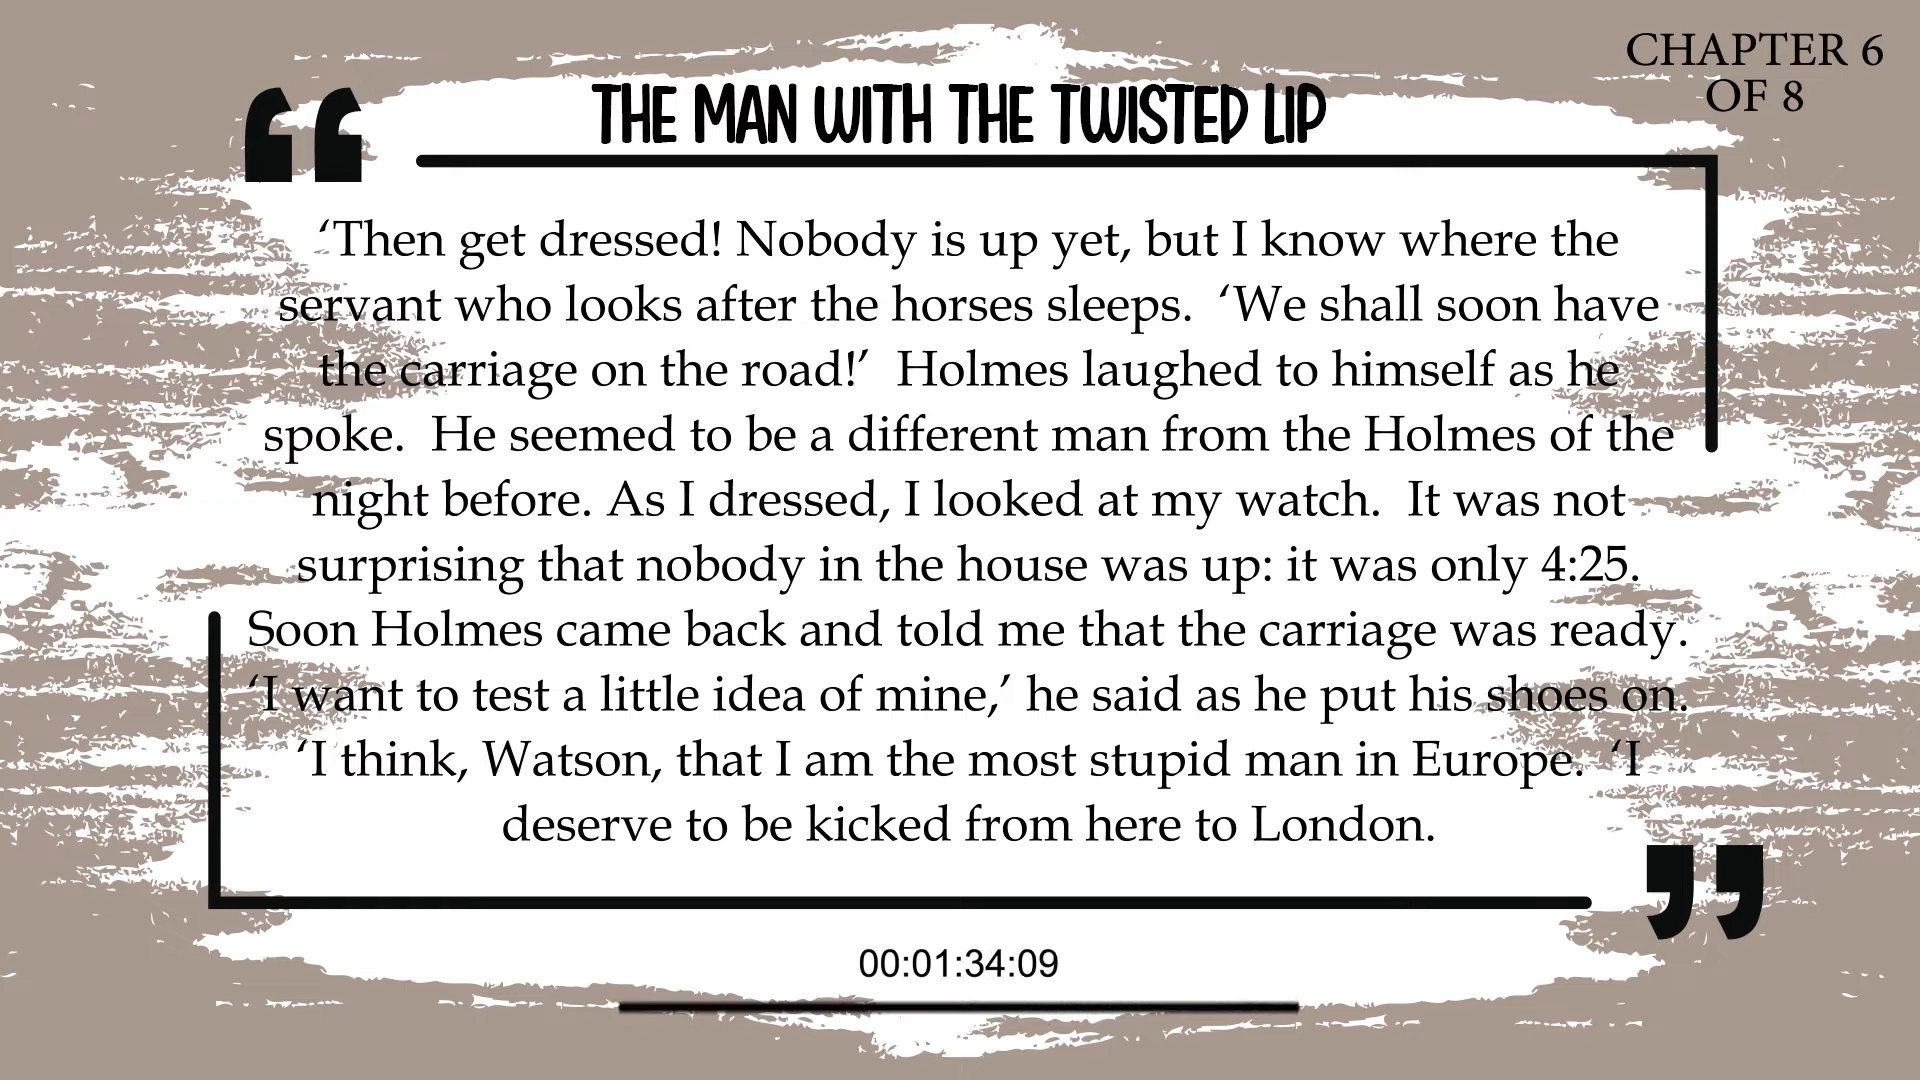 CHAPTER 6
OF 8
THE MAN WITH THE TWISTED LIP
‘Then get dressed! Nobody is up yet, but I know where the
servant who looks after the horses sleeps.  ‘We shall soon have
the carriage on the road!’  Holmes laughed to himself as he
spoke.  He seemed to be a different man from the Holmes of the
night before. As I dressed, I looked at my watch.  It was not
surprising that nobody in the house was up: it was only 4:25.
Soon Holmes came back and told me that the carriage was ready.
‘I want to test a little idea of mine,’ he said as he put his shoes on.
‘I think, Watson, that I am the most stupid man in Europe.  ‘I
deserve to be kicked from here to London.
00:01:34:09